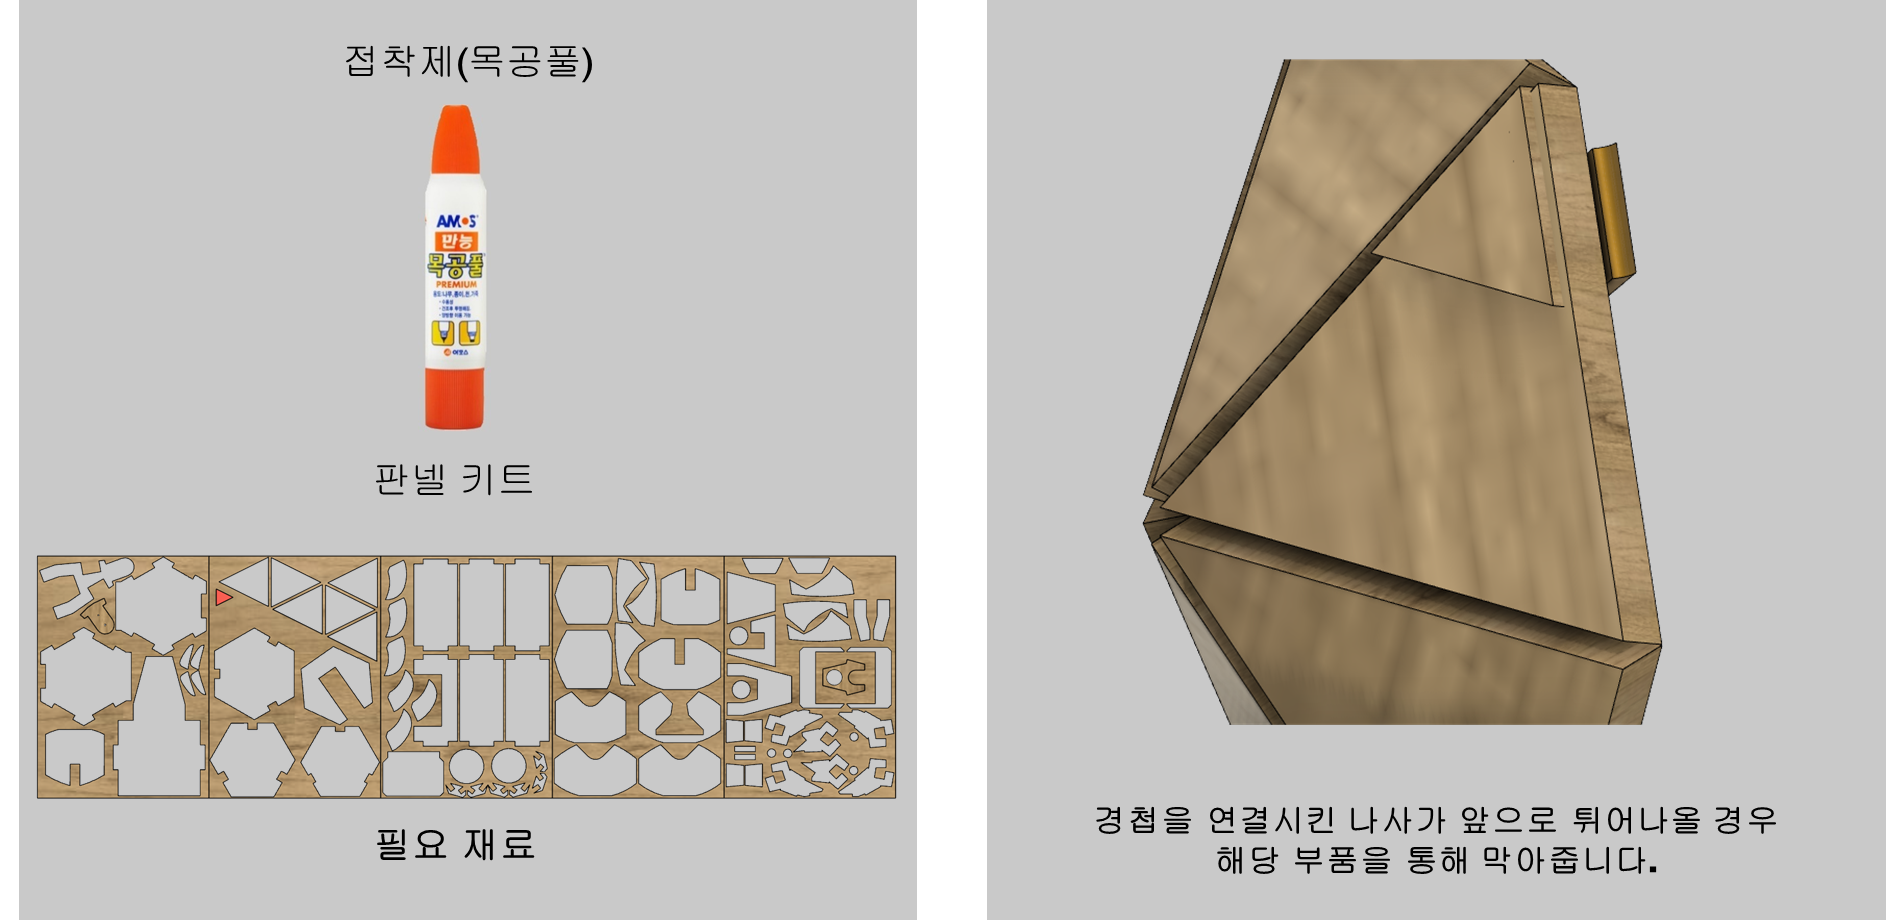 접착제(목공풀)
AMOS
만능
목공풀
PREMIUM
판넬 키트
필요 재료
경첩을 연결시킨 나사가 앞으로 튀어나올 경우
해당 부품을 통해 막아줍니다.